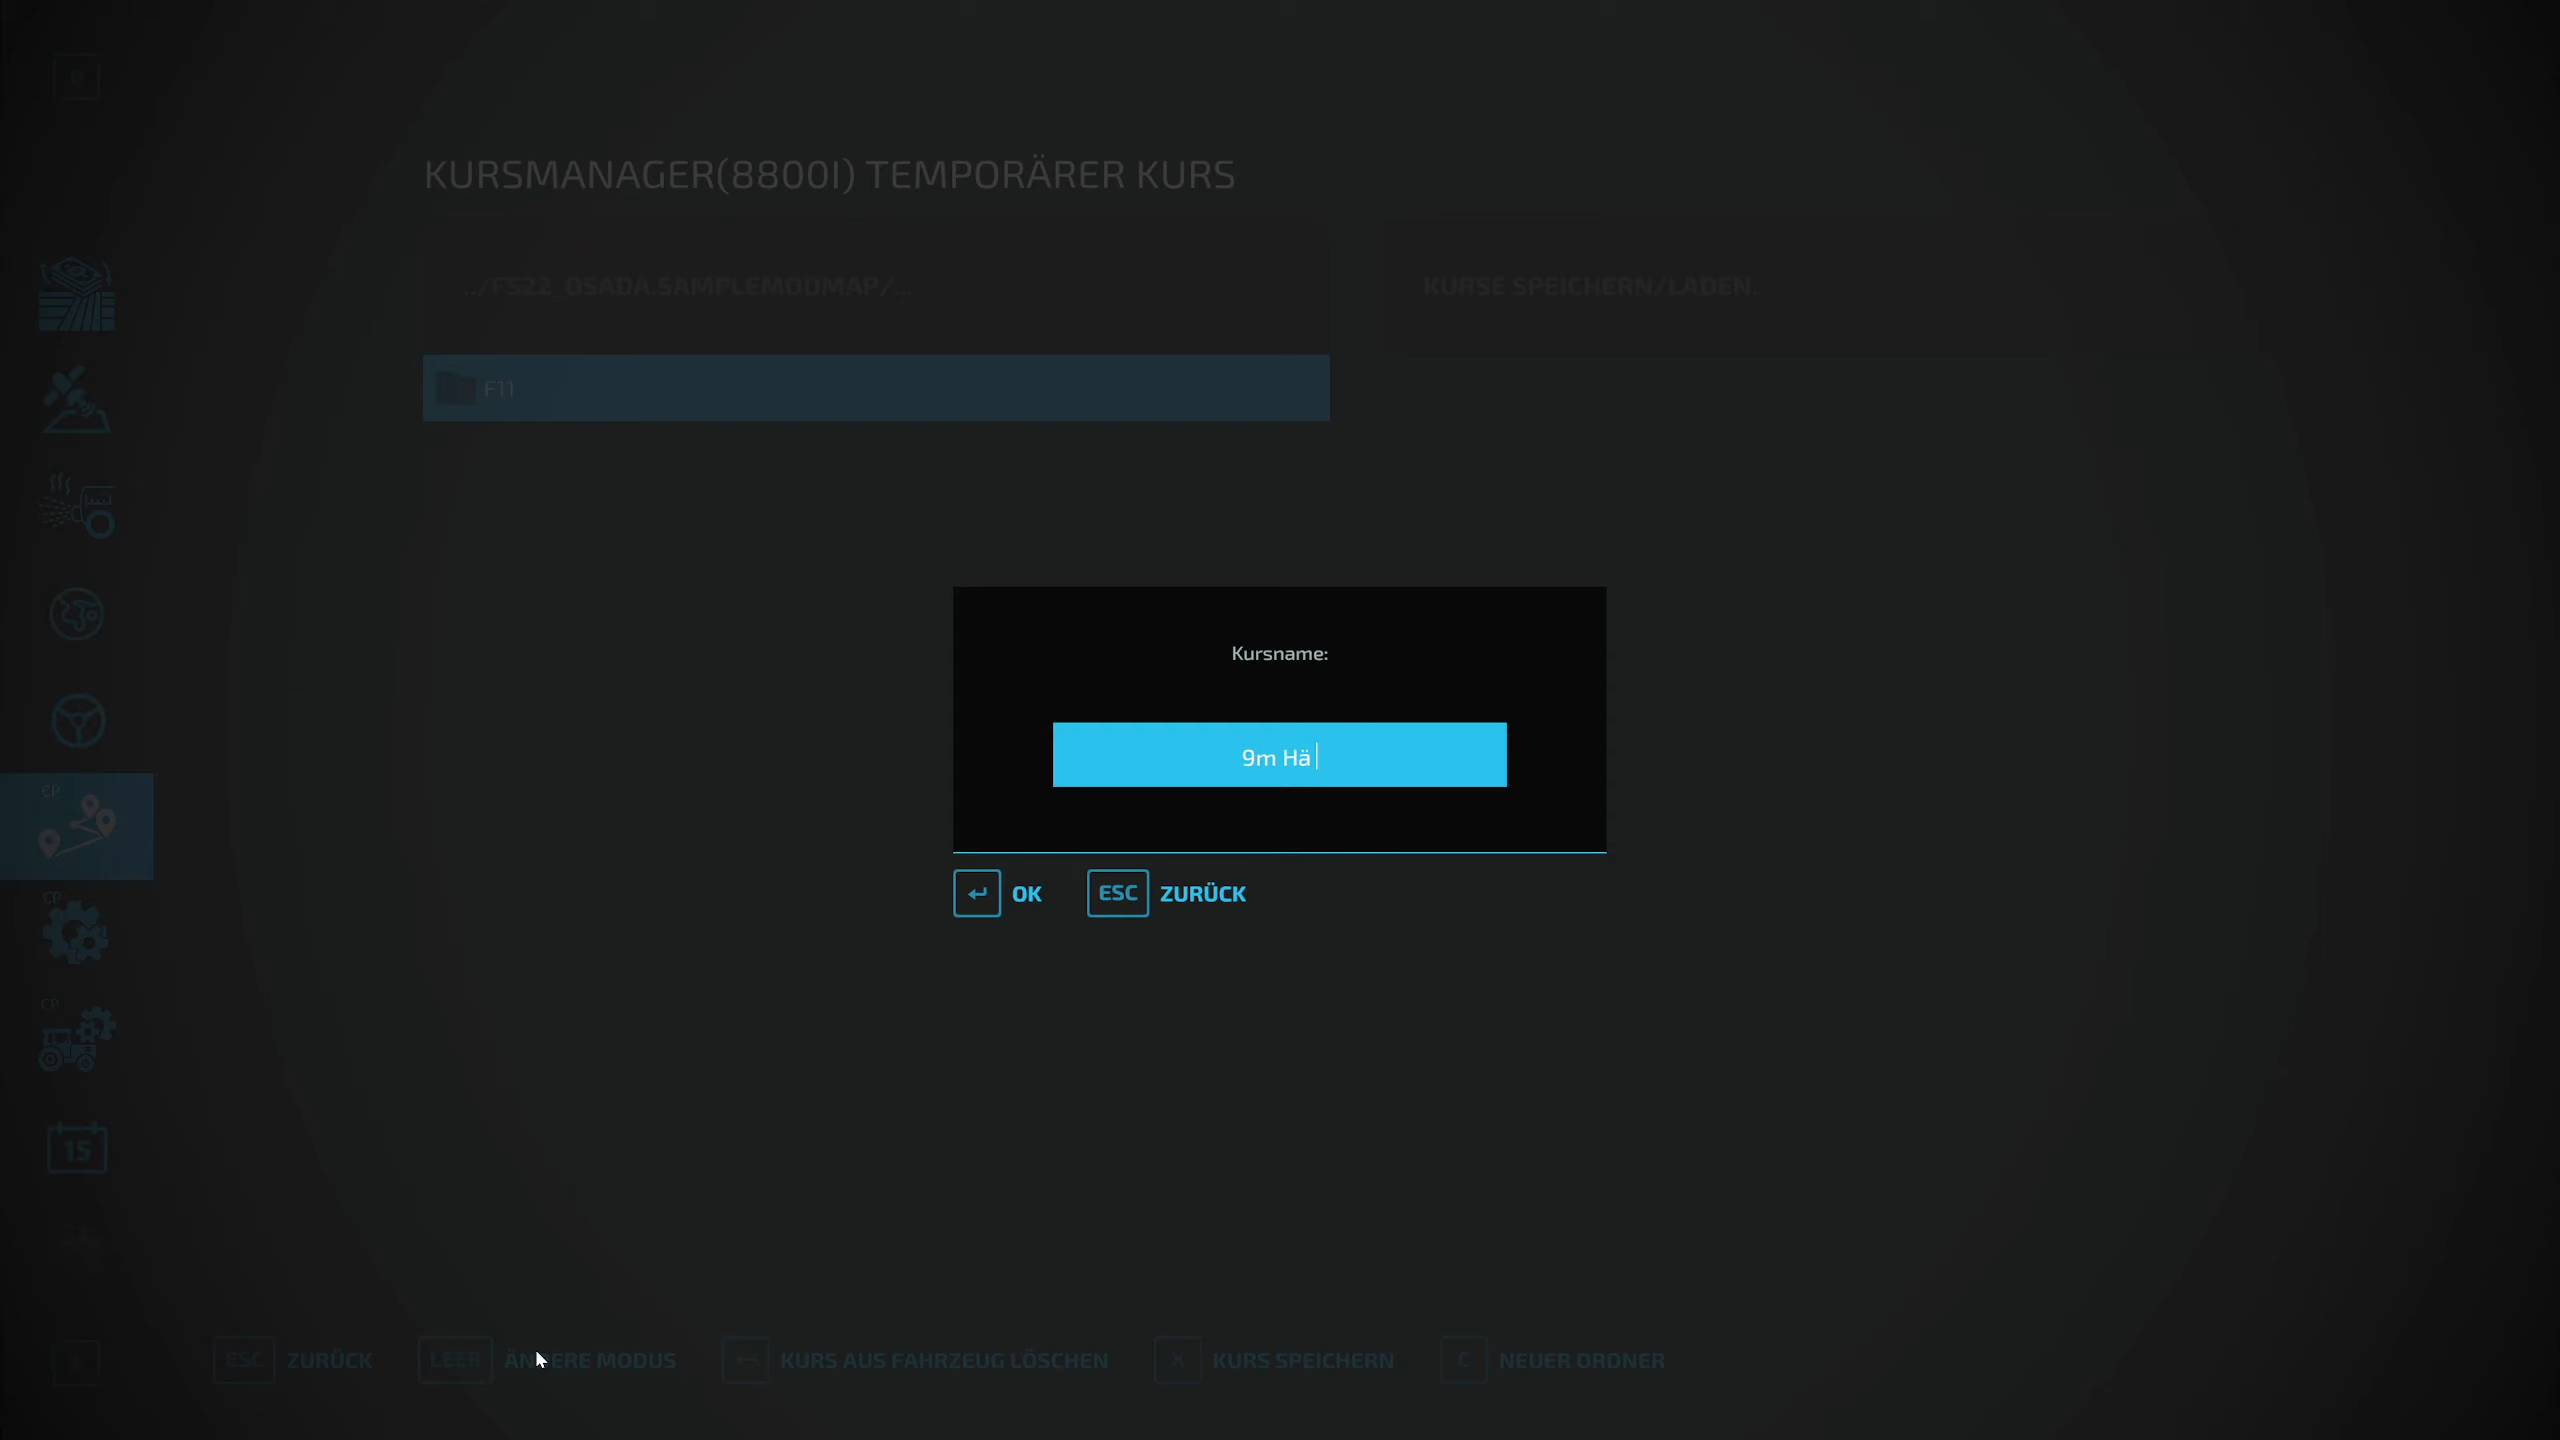 KURSMANAGER(8800I) TEMPORÄRER KURS
../FS22_OSADA.SAMPLEMODMAP/...
KURSE SPEICHERN/LADEN.
F11
Kursname:
9m Hä
OK
ESC ZURÜCK
CP
CP
CP
15
ESC ZURÜCK
LEER ÄNDERE MODUS
KURS AUS FAHRZEUG LÖSCHEN
X KURS SPEICHERN
C NEUER ORDNER